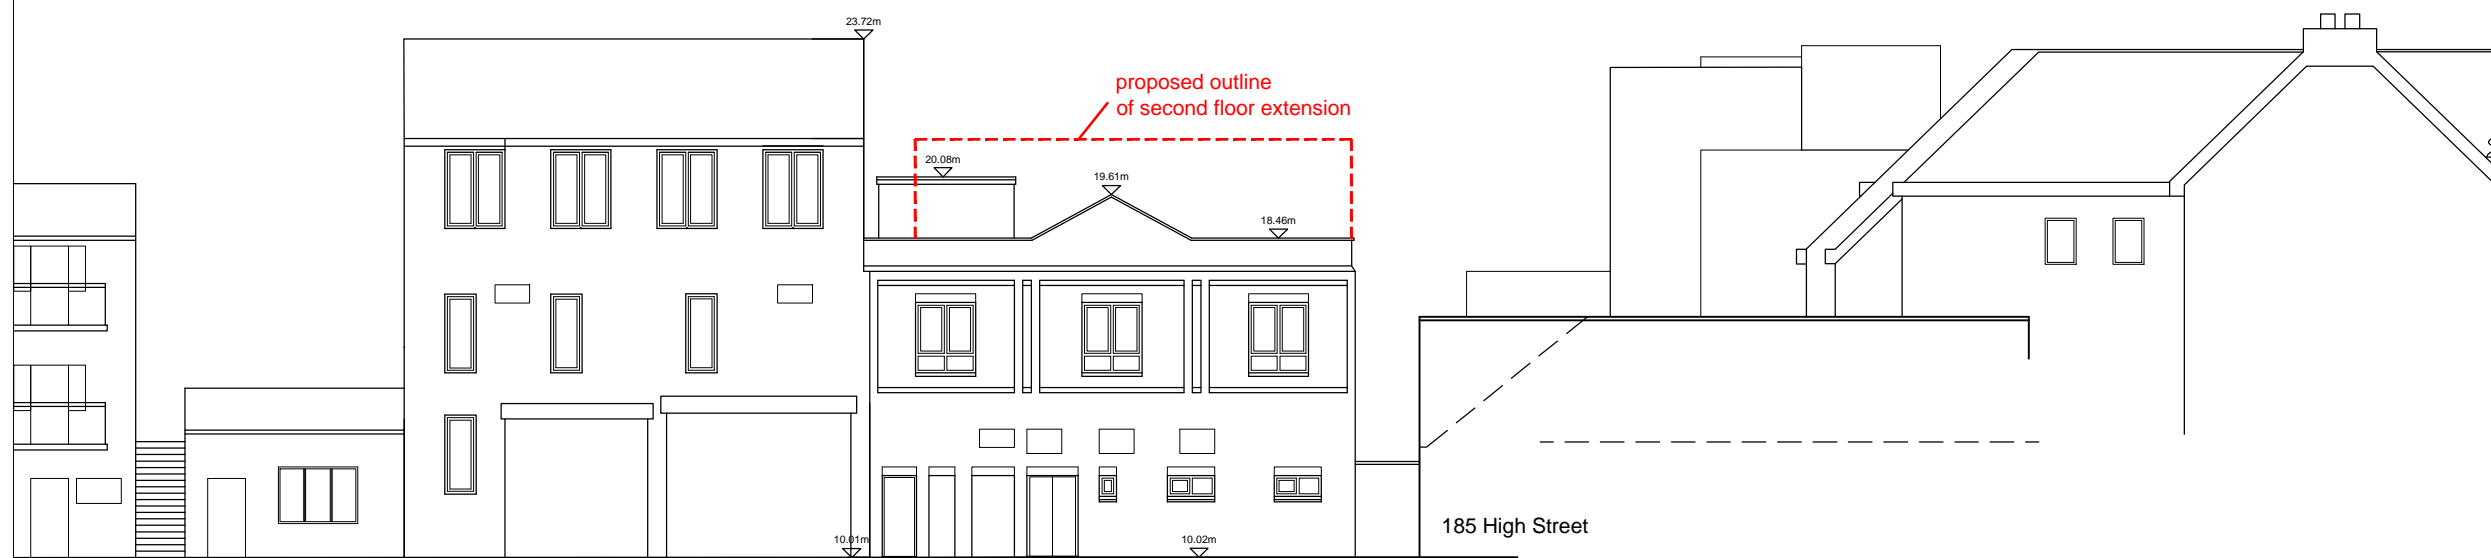 23.72m
proposed outline
of second floor extension
20.08m
19.61m
18.46m
185 High Street
10.01m
10.02m